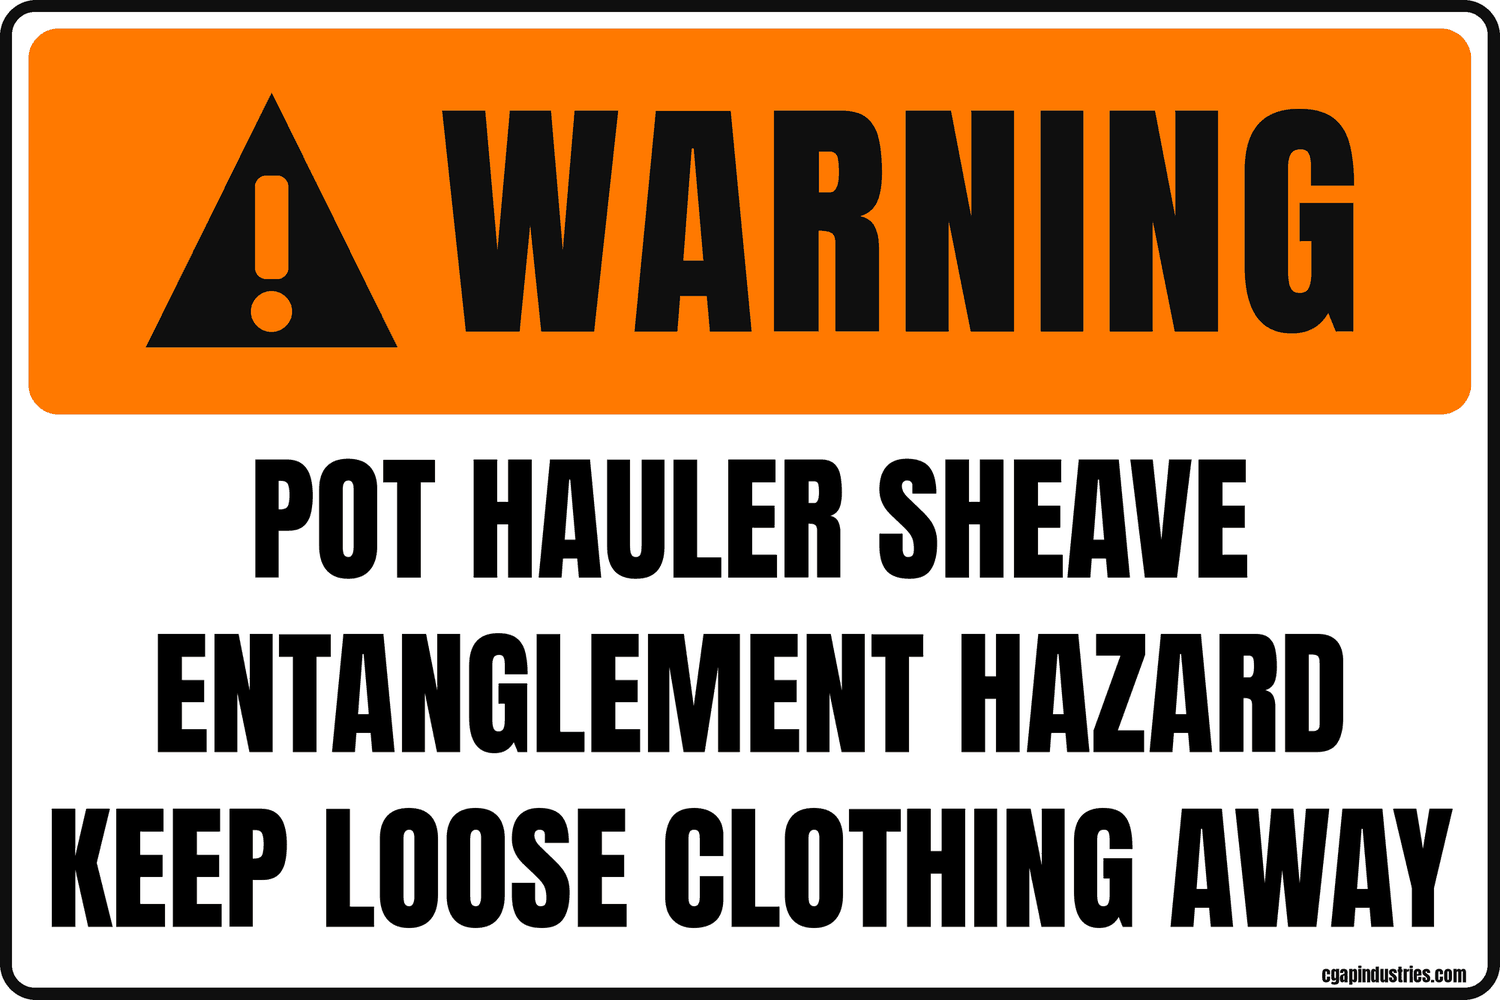 WARNING
POT HAULER SHEAVE
ENTANGLEMENT HAZARD
KEEP LOOSE CLOTHING AWAY
cgapindustries.com